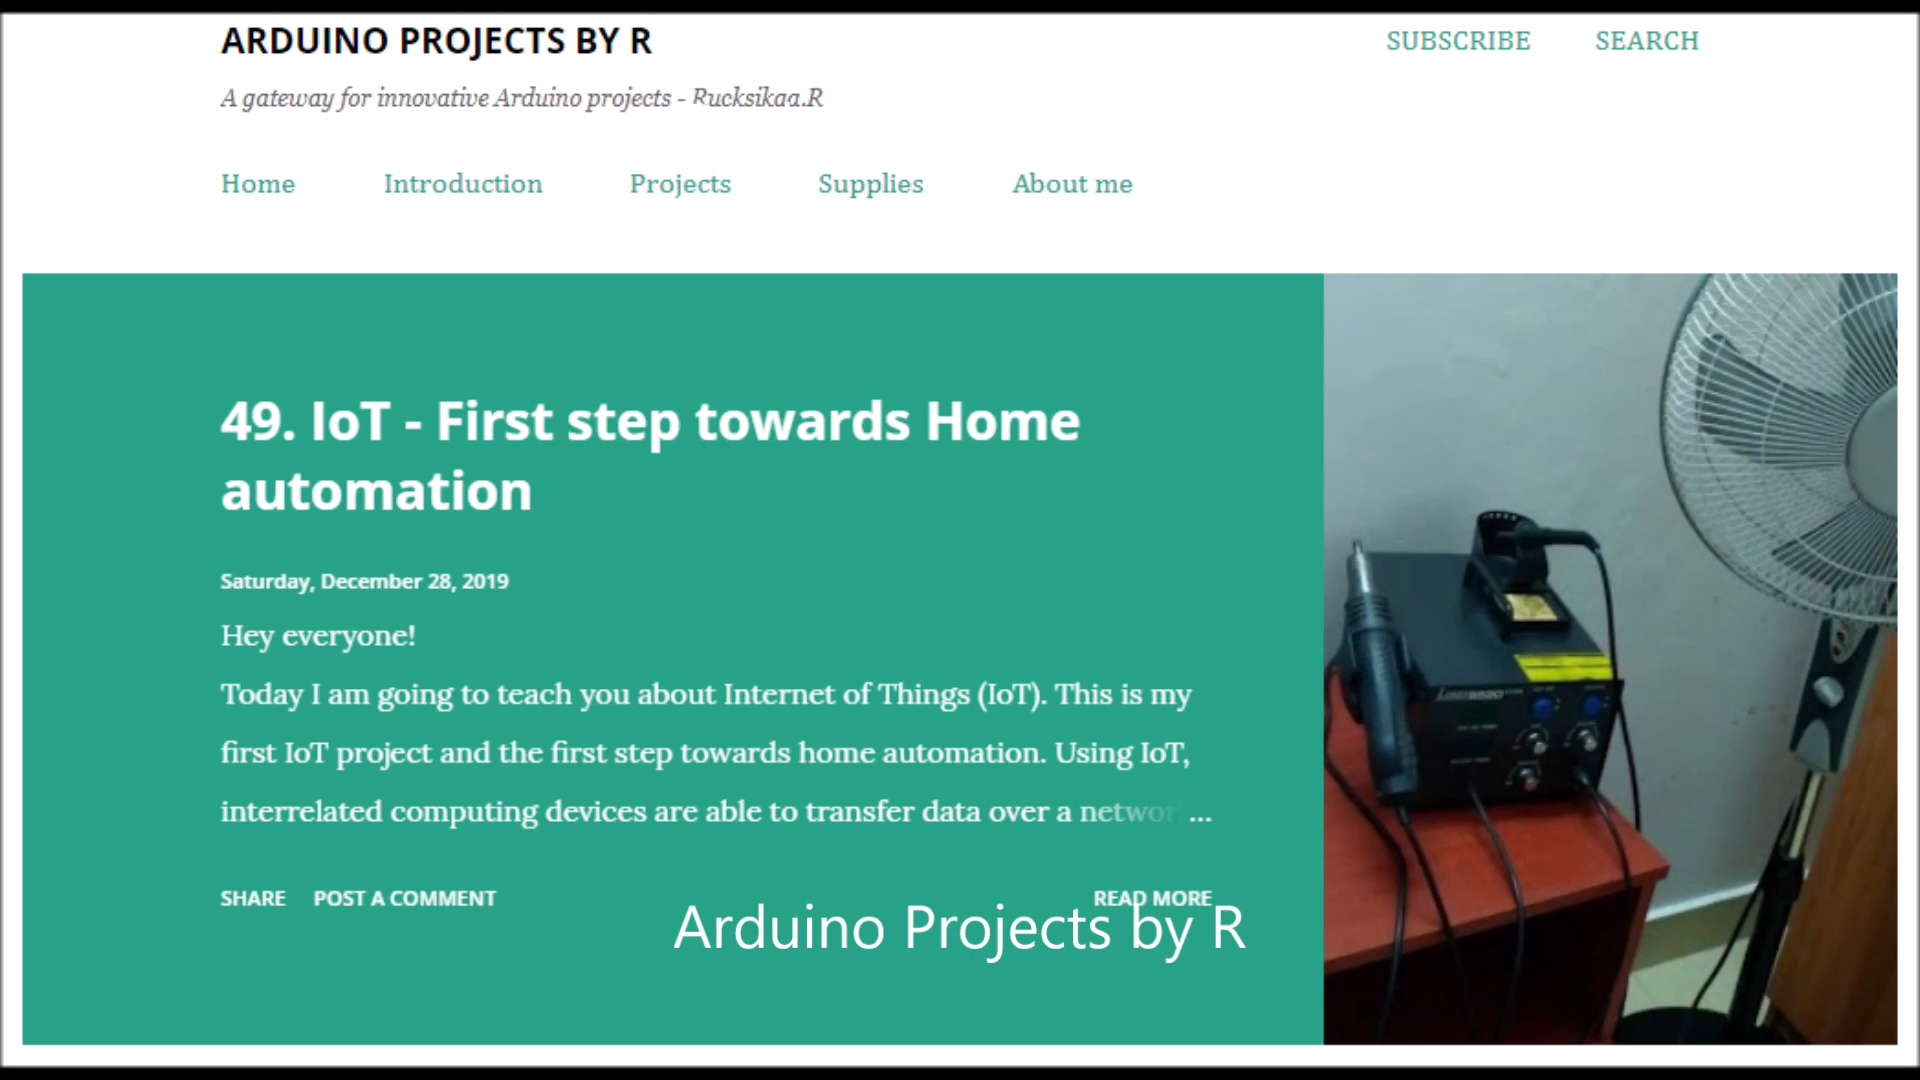 ARDUINO PROJECTS BY R
SUBSCRIBE SEARCH
A gateway for innovative Arduino projects - Rucksikaa.R
Home Introduction Projects Supplies About me
49. IoT - First step towards Home
automation
Saturday, December 28, 2019
Hey everyone!
Today I am going to teach you about Internet of Things (IoT). This is my
first IoT project and the first step towards home automation. Using IoT,
interrelated computing devices are able to transfer data over a networ ...
SHARE POST A COMMENT READ MORE
Arduino Projects by R